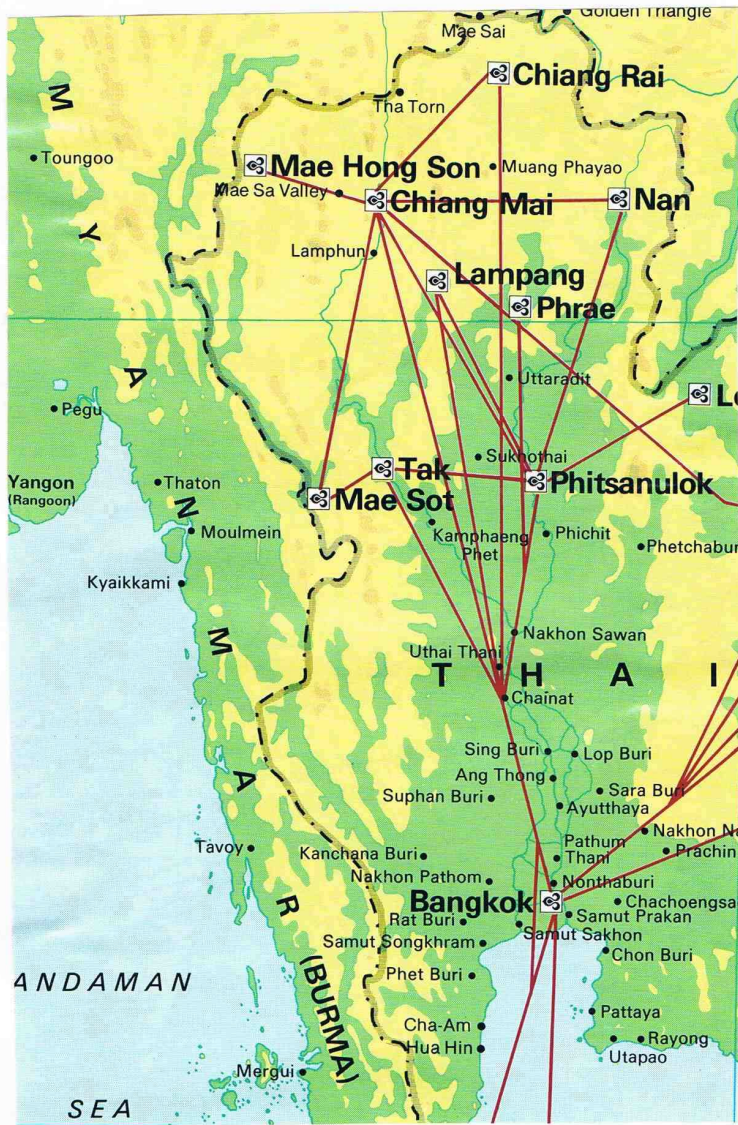 Golden Triangle
Mae Sai
Chiang Rai
Tha Torn
Toungoo
Mae Hong Son
Muang Phayao
Mae Sa Valley
Chiang Mai
Nan
Lamphun
Lampang
Phrae
Uttaradit
Pegu
Sukhothai
Tak
Phitsanulok
Yangon
(Rangoon)
Thaton
Mae Sot
Moulmein
Kamphaeng
Phet
Phichit
Phetchabur
Kyaikkami
Nakhon Sawan
Uthai Thani
THAI
Chainat
Sing Buri
Lop Buri
Ang Thong
Sara Buri
Suphan Buri
Ayutthaya
Nakhon Na
Tavoy
Kanchana Buri
Pathum
Thani
Prachin
Nakhon Pathom
Nonthaburi
Bangkok
Chachoengsa
Rat Buri
Samut Prakan
Samut Songkhram
Samut Sakhon
Chon Buri
Phet Buri
ANDAMAN
SEA
Pattaya
Cha-Am
Hua Hin
Rayong
Utapao
Mergui
MYANMAR
(BURMA)